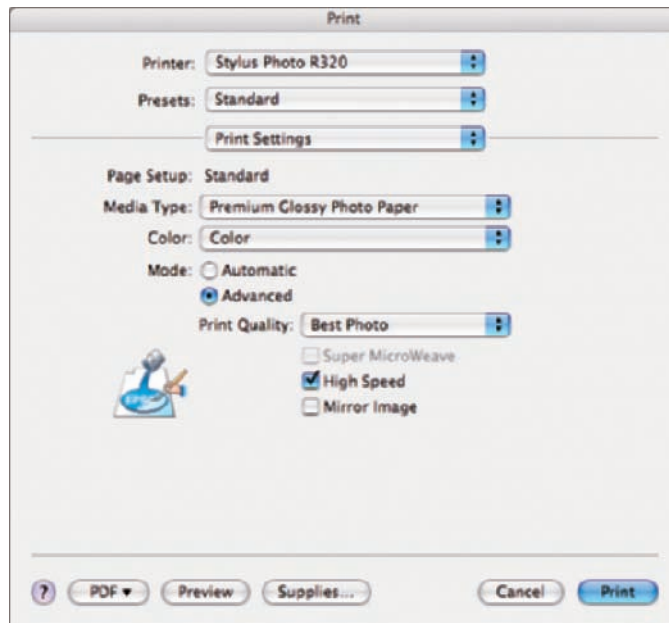 Print
Printer: Stylus Photo R320
Presets: Standard
Print Settings
Page Setup: Standard
Media Type: Premium Glossy Photo Paper
Color: Color
Mode: Automatic
Advanced
Print Quality: Best Photo
Super MicroWeave
High Speed
Mirror Image
EPSON
? PDF Preview Supplies... Cancel Print